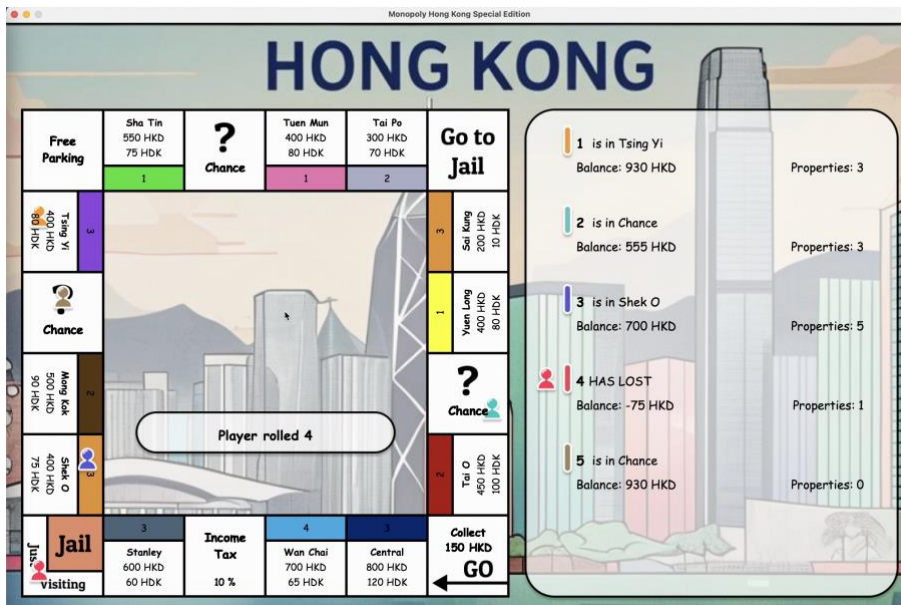 Monopoly Hong Kong Special Edition
HONG KONG
Free
Parking
Sha Tin
550 HKD
75 HDK
1
?
Chance
Tuen Mun
400 HKD
80 HDK
1
Tai Po
300 HKD
70 HDK
2
Go to
Jail
Tsing Yi
400 HKD
80 HDK
3
?
Chance
Mong Kok
500 HKD
90 HDK
2
Shek O
400 HKD
75 HDK
3
3
Sai Kung
200 HKD
10 HDK
1
Yuen Long
400 HKD
80 HDK
?
Chance
2
Tai O
450 HKD
100 HDK
Player rolled 4
Jail
Just
Visiting
3
Stanley
600 HKD
60 HDK
Income
Tax
10 %
4
Wan Chai
700 HKD
65 HDK
3
Central
800 HKD
120 HDK
Collect
150 HKD
GO
1 is in Tsing Yi
Balance: 930 HKD Properties: 3
2 is in Chance
Balance: 555 HKD Properties: 3
3 is in Shek O
Balance: 700 HKD Properties: 5
4 HAS LOST
Balance: -75 HKD Properties: 1
5 is in Chance
Balance: 930 HKD Properties: 0